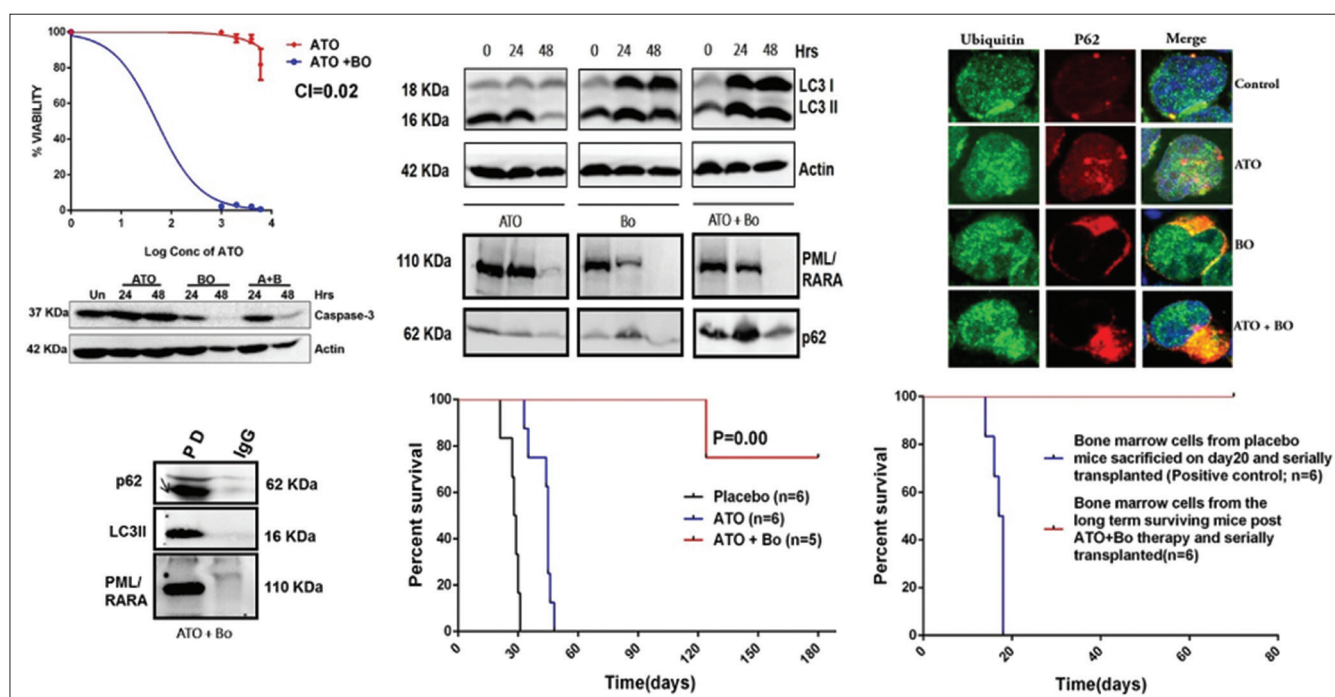 100
80
60
40
20
0
% VIABILITY
ATO
ATO +BO
CI=0.02
0 1 2 3 4
Log Conc of ATO
ATO BO A+B
Un 24 48 24 48 24 48 Hrs
37 KDa Caspase-3
42 KDa Actin
P D IgG
p62 62 KDa
LC3II 16 KDa
PML/
RARA 110 KDa
ATO + Bo
0 24 48 0 24 48 0 24 48 Hrs
18 KDa LC3 I
16 KDa LC3 II
42 KDa Actin
ATO Bo ATO + Bo
110 KDa PML/
RARA
62 KDa p62
Ubiquitin P62 Merge
Control
ATO
BO
ATO + BO
100
80
60
40
20
0
Percent survival
P=0.00
Placebo (n=6)
ATO (n=6)
ATO + Bo (n=5)
0 30 60 90 120 150 180
Time(days)
100
80
60
40
20
0
Percent survival
Bone marrow cells from placebo
mice sacrificied on day20 and serially
transplanted (Positive control; n=6)
Bone marrow cells from the
long term surviving mice post
ATO+Bo therapy and serially
transplanted(n=6)
0 20 40 60 80
Time(days)